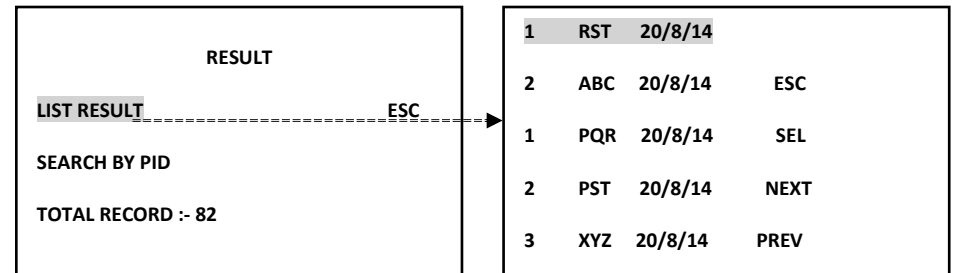 RESULT
LIST RESULT ESC
SEARCH BY PID
TOTAL RECORD :- 82
1 RST 20/8/14
2 ABC 20/8/14 ESC
1 PQR 20/8/14 SEL
2 PST 20/8/14 NEXT
3 XYZ 20/8/14 PREV